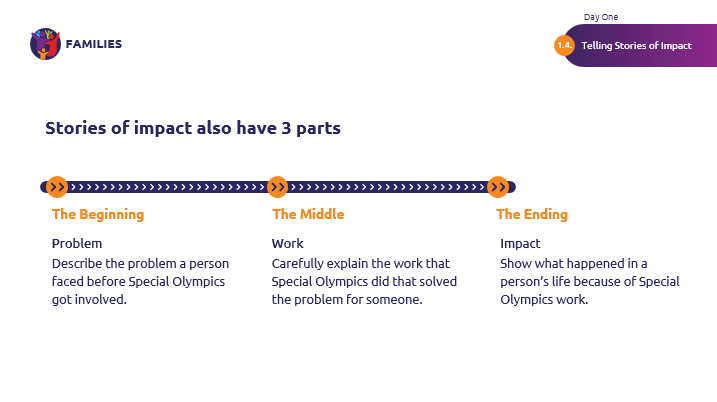 Day One
FAMILIES
1.4.
Telling Stories of Impact
Stories of impact also have 3 parts
The Beginning
Problem
Describe the problem a person
faced before Special Olympics
got involved.
The Middle
Work
Carefully explain the work that
Special Olympics did that solved
the problem for someone.
The Ending
Impact
Show what happened in a
person’s life because of Special
Olympics work.